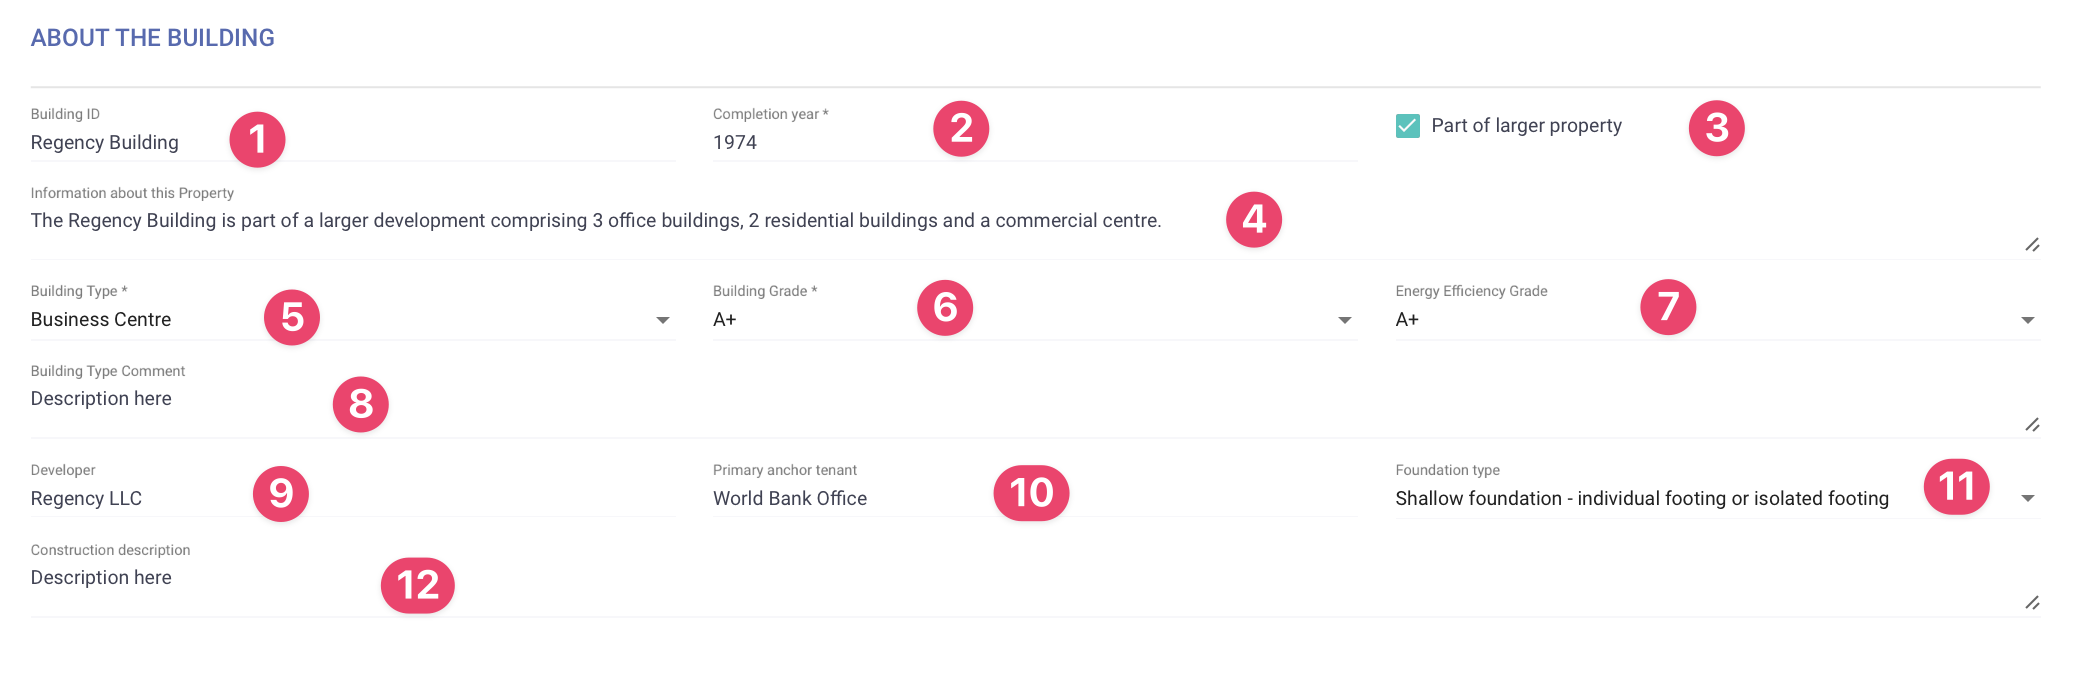 ABOUT THE BUILDING
Building ID
Regency Building
1
Completion year *
1974
2
Part of larger property
3
Information about this Property
The Regency Building is part of a larger development comprising 3 office buildings, 2 residential buildings and a commercial centre.
4
Building Type *
Business Centre
5
Building Grade *
A+
6
Energy Efficiency Grade
A+
7
Building Type Comment
Description here
8
Developer
Regency LLC
9
Primary anchor tenant
World Bank Office
10
Foundation type
Shallow foundation - individual footing or isolated footing
11
Construction description
Description here
12